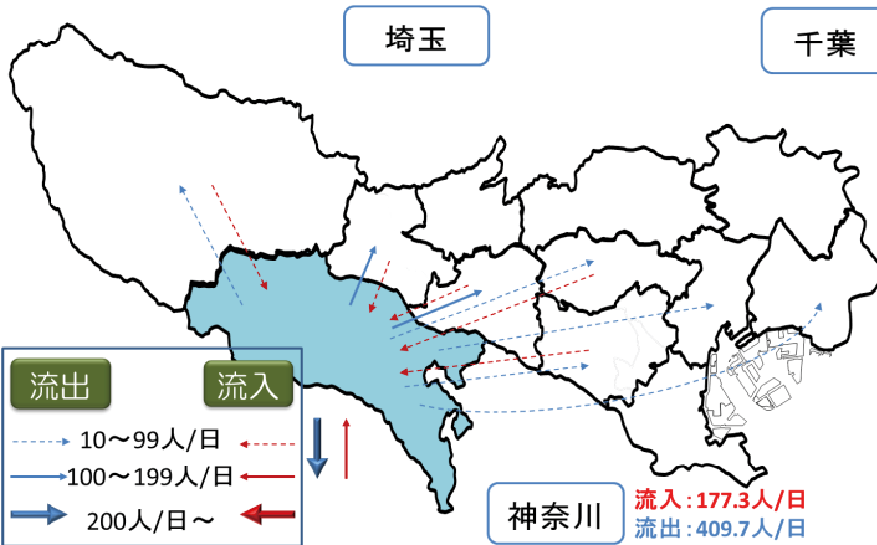 埼玉
千葉
流出
流入
10～99人/日
100～199人/日
200人/日～
神奈川
流入:177.3人/日
流出:409.7人/日